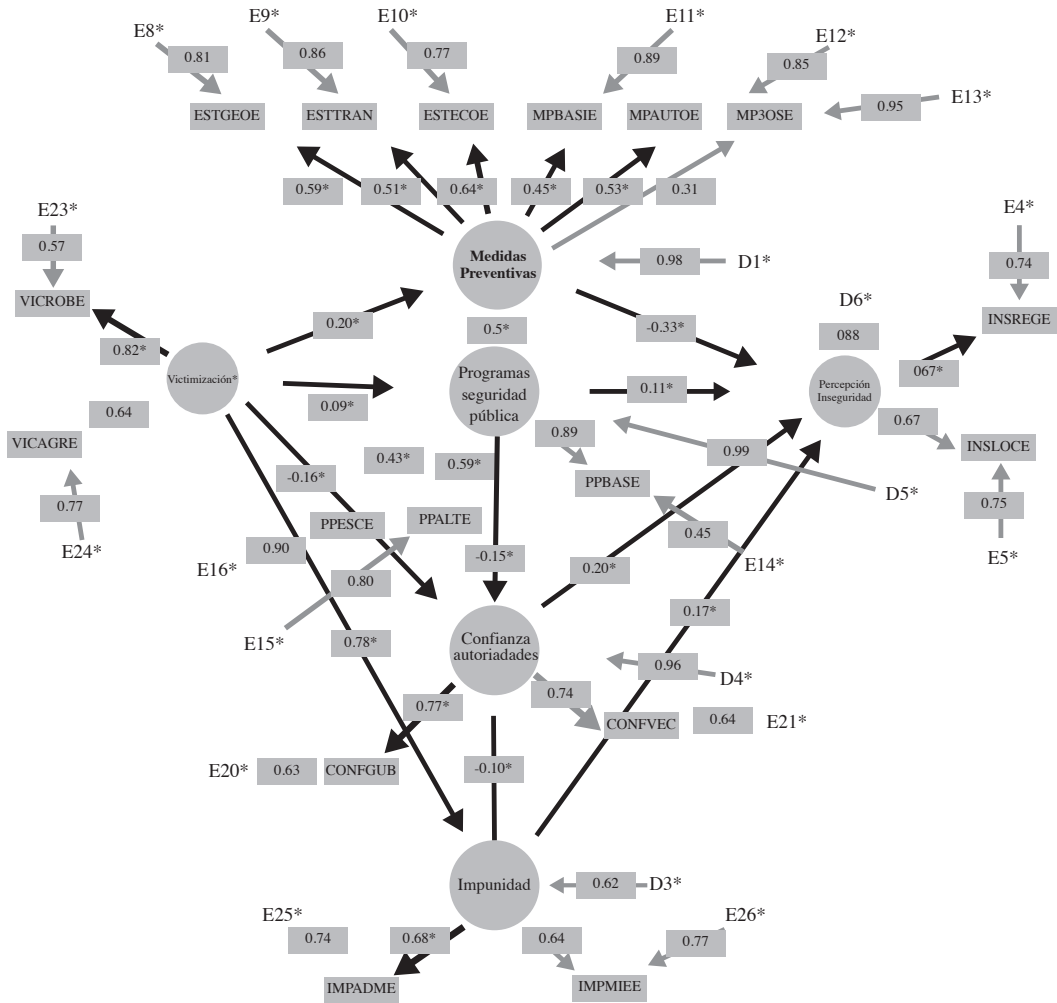 E8*
E9*
E10*
E11*
E12*
0.81
0.86
0.77
0.89
0.85
E13*
0.95
ESTGEOE
ESTTRAN
ESTECOE
MPBASIE
MPAUTOE
MP3OSE
0.59*
0.51*
0.64*
0.45*
0.53*
0.31
E23*
0.57
VICROBE
E4*
0.74
INSREGE
Medidas
Preventivas
0.98
D1*
0.20*
0.5*
-0.33*
D6*
088
0.82*
067*
Victimización*
0.09*
Programas
seguridad
pública
0.11*
Percepción
Inseguridad
0.64
VICAGRE
0.77
E24*
0.67
INSLOCE
0.75
E5*
0.89
0.99
D5*
0.43*
0.59*
-0.16*
PPBASE
PPESCE
PPALTE
0.45
E14*
0.90
E16*
0.80
E15*
-0.15*
0.20*
0.17*
0.78*
Confianza
autoriadades
0.96
D4*
0.77*
0.74
CONFVEC
0.64
E21*
E20*
0.63
CONFGUB
-0.10*
Impunidad
0.62
D3*
E25*
0.74
0.68*
0.64
E26*
0.77
IMPADME
IMPMIEE